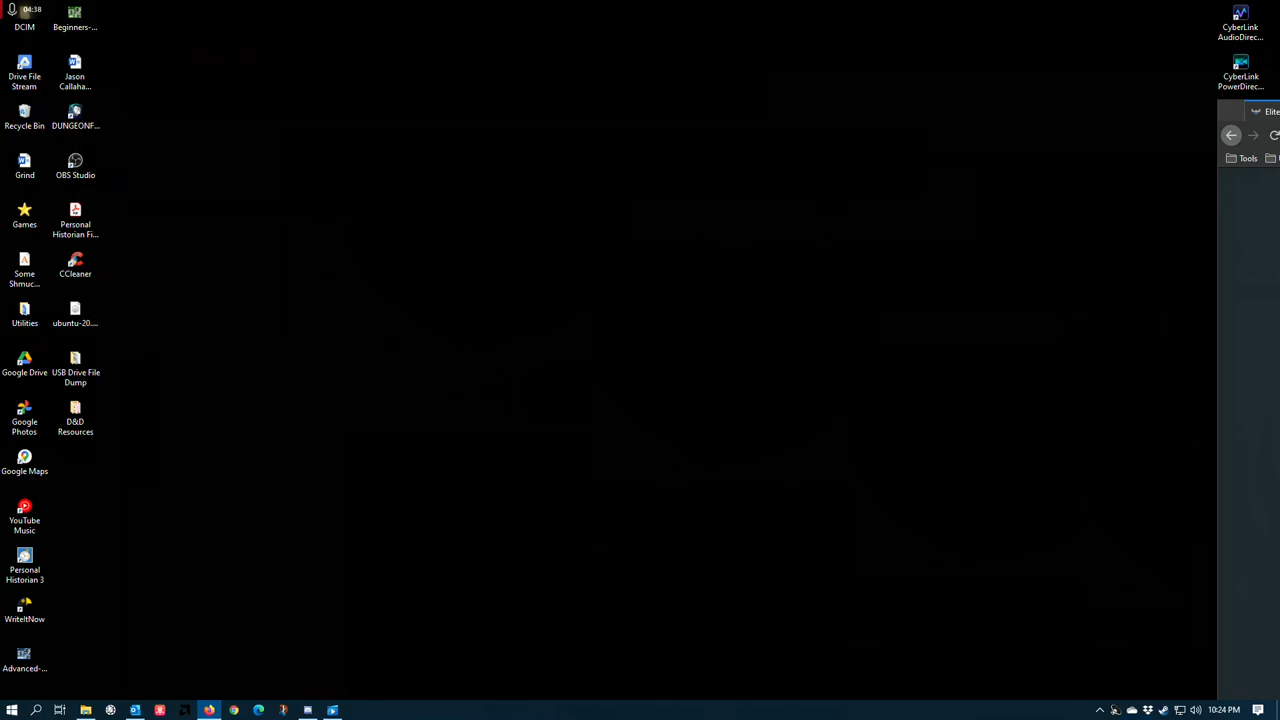 04:38
DCIM
Beginners-...
Drive File
Stream
Jason
Callaha...
Recycle Bin
DUNGEONF...
Grind
OBS Studio
Games
Personal
Historian Fi...
Some
Shmuc...
CCleaner
Utilities
ubuntu-20....
Google Drive
USB Drive File
Dump
Google
Photos
D&D
Resources
Google Maps
YouTube
Music
Personal
Historian 3
WriteItNow
Advanced-...
CyberLink
AudioDirec...
CyberLink
PowerDirec...
Elite
Tools
10:24 PM